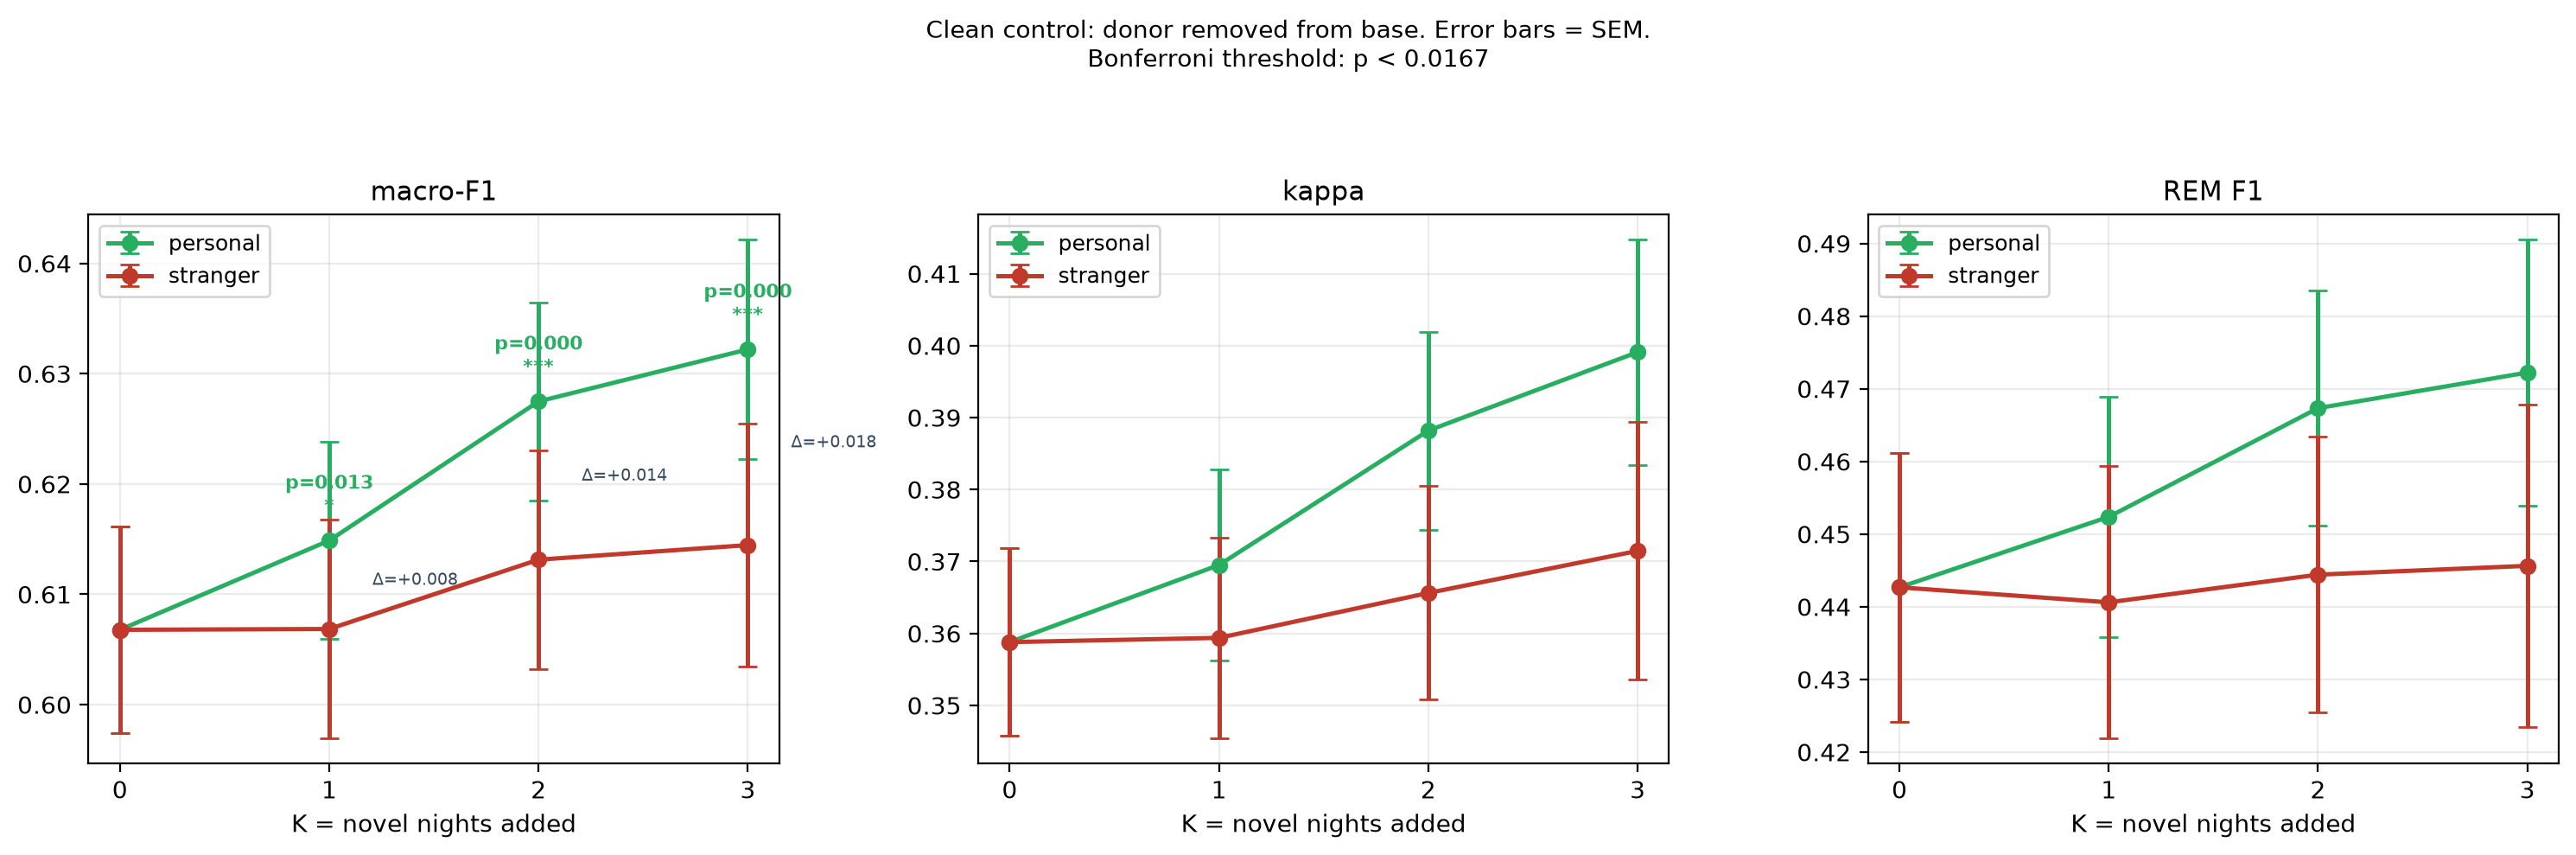 Clean control: donor removed from base. Error bars = SEM.
Bonferroni threshold: p < 0.0167
macro-F1
personal
stranger
0.64
0.63
0.62
0.61
0.60
p=0.013
*
p=0.000
***
p=0.000
***
Δ=+0.008
Δ=+0.014
Δ=+0.018
0 1 2 3
K = novel nights added
kappa
personal
stranger
0.41
0.40
0.39
0.38
0.37
0.36
0.35
0 1 2 3
K = novel nights added
REM F1
personal
stranger
0.49
0.48
0.47
0.46
0.45
0.44
0.43
0.42
0 1 2 3
K = novel nights added